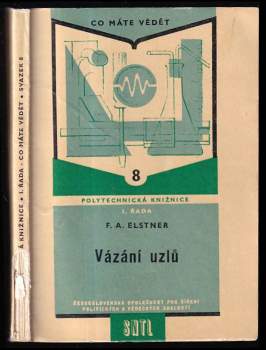 CO MÁTE VĚDĚT
8
POLYTECHNICKÁ KNIŽNICE
I. ŘADA
F. A. ELSTNER
Vázání uzlů
ČESKOSLOVENSKÁ SPOLEČNOST PRO ŠÍŘENÍ
POLITICKÝCH A VĚDECKÝCH ZNALOSTÍ
SNTL
Á KNIŽNICE • I. ŘADA - CO MÁTE VĚDĚT • SVAZEK 8